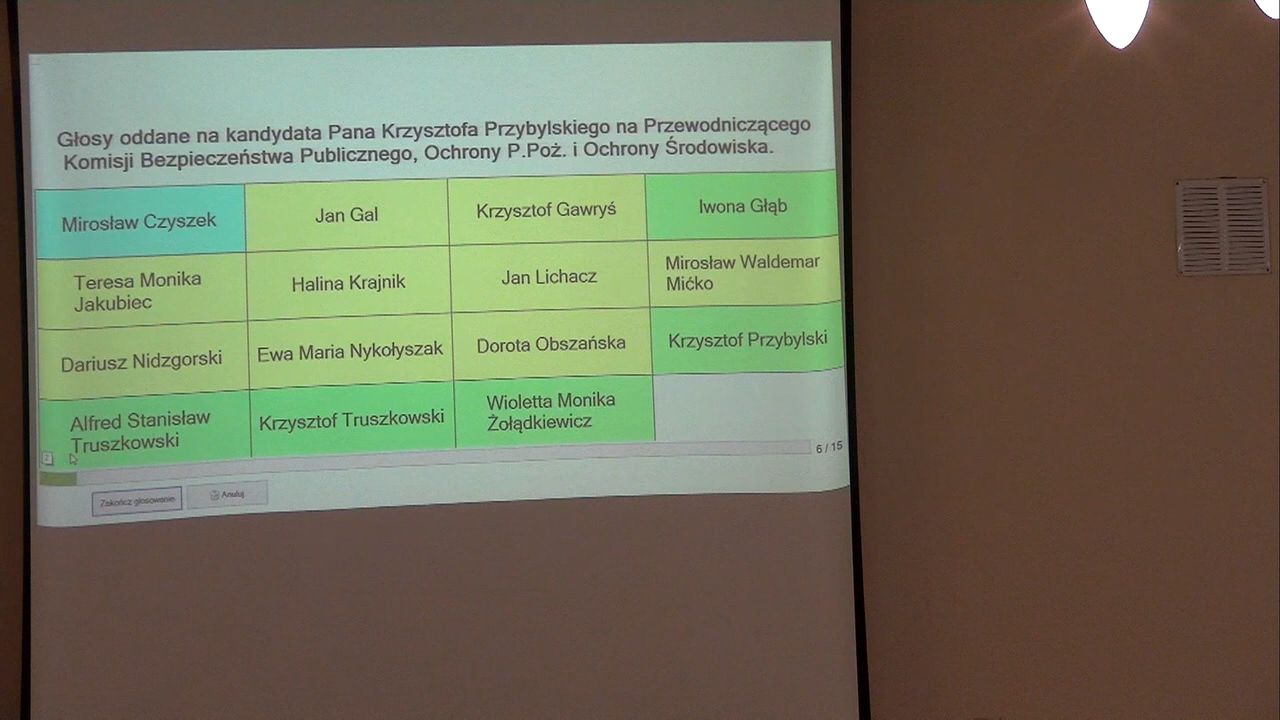 Głosy oddane na kandydata Pana Krzysztofa Przybylskiego na Przewodniczącego
Komisji Bezpieczeństwa Publicznego, Ochrony P.Poż. i Ochrony Środowiska.
Mirosław Czyszek
Jan Gal
Krzysztof Gawryś
Iwona Głąb
Teresa Monika
Jakubiec
Halina Krajnik
Jan Lichacz
Mirosław Waldemar
Mićko
Dariusz Nidzgorski
Ewa Maria Nykołyszak
Dorota Obszańska
Krzysztof Przybylski
Alfred Stanisław
Truszkowski
Krzysztof Truszkowski
Wioletta Monika
Żołądkiewicz
6 / 15
Zakończ głosowanie
Anuluj